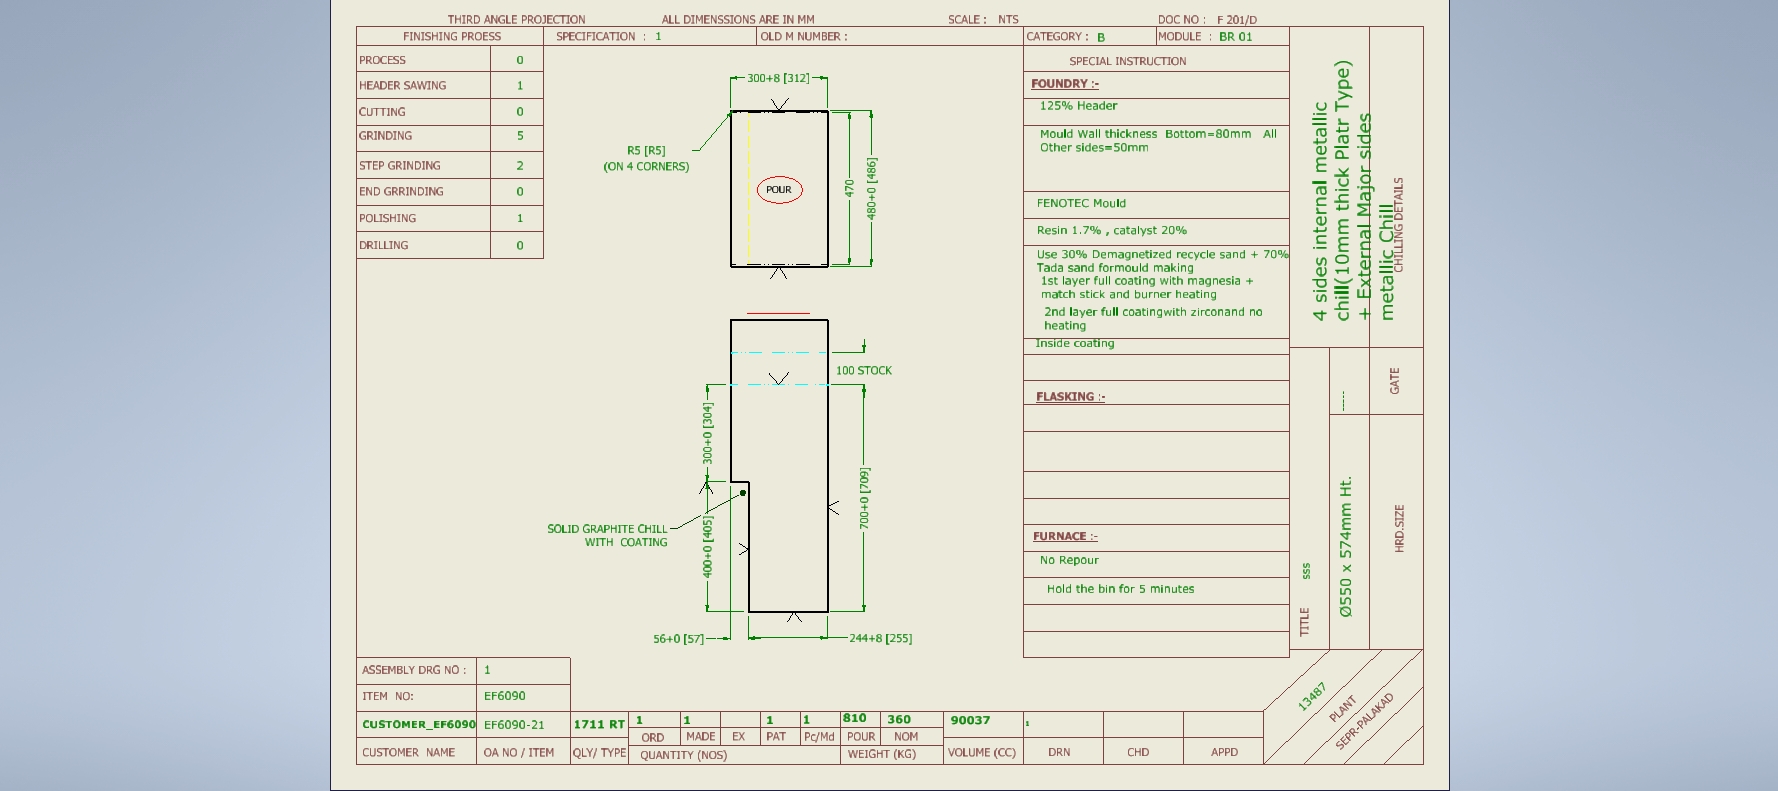 THIRD ANGLE PROJECTION
ALL DIMENSSIONS ARE IN MM
SCALE : NTS
DOC NO : F 201/D
FINISHING PROESS
SPECIFICATION : 1
OLD M NUMBER :
CATEGORY : B
MODULE : BR 01
PROCESS 0
HEADER SAWING 1
CUTTING 0
GRINDING 5
STEP GRINDING 2
END GRRINDING 0
POLISHING 1
DRILLING 0
300+8 [312]
R5 [R5]
(ON 4 CORNERS)
POUR
470
480+0 [486]
100 STOCK
300+0 [304]
700+0 [709]
SOLID GRAPHITE CHILL
WITH COATING
400+0 [405]
56+0 [57]
244+8 [255]
SPECIAL INSTRUCTION
FOUNDRY :-
125% Header
Mould Wall thickness Bottom=80mm All
Other sides=50mm
FENOTEC Mould
Resin 1.7% , catalyst 20%
Use 30% Demagnetized recycle sand + 70%
Tada sand formould making
1st layer full coating with magnesia +
match stick and burner heating
2nd layer full coatingwith zirconand no
heating
Inside coating
FLASKING :-
FURNACE :-
No Repour
Hold the bin for 5 minutes
4 sides internal metallic
chill(10mm thick Platr Type)
+ External Major sides
metallic Chill
CHILLING DETAILS
-----
GATE
Ø550 x 574mm Ht.
HRD.SIZE
TITLE sss
13487
PLANT
SEPR-PALAKAD
ASSEMBLY DRG NO : 1
ITEM NO: EF6090
CUSTOMER_EF6090 EF6090-21 1711 RT 1 1 1 1 810 360 90037 1
ORD MADE EX PAT Pc/Md POUR NOM
CUSTOMER NAME OA NO / ITEM QLY/ TYPE QUANTITY (NOS) WEIGHT (KG) VOLUME (CC) DRN CHD APPD